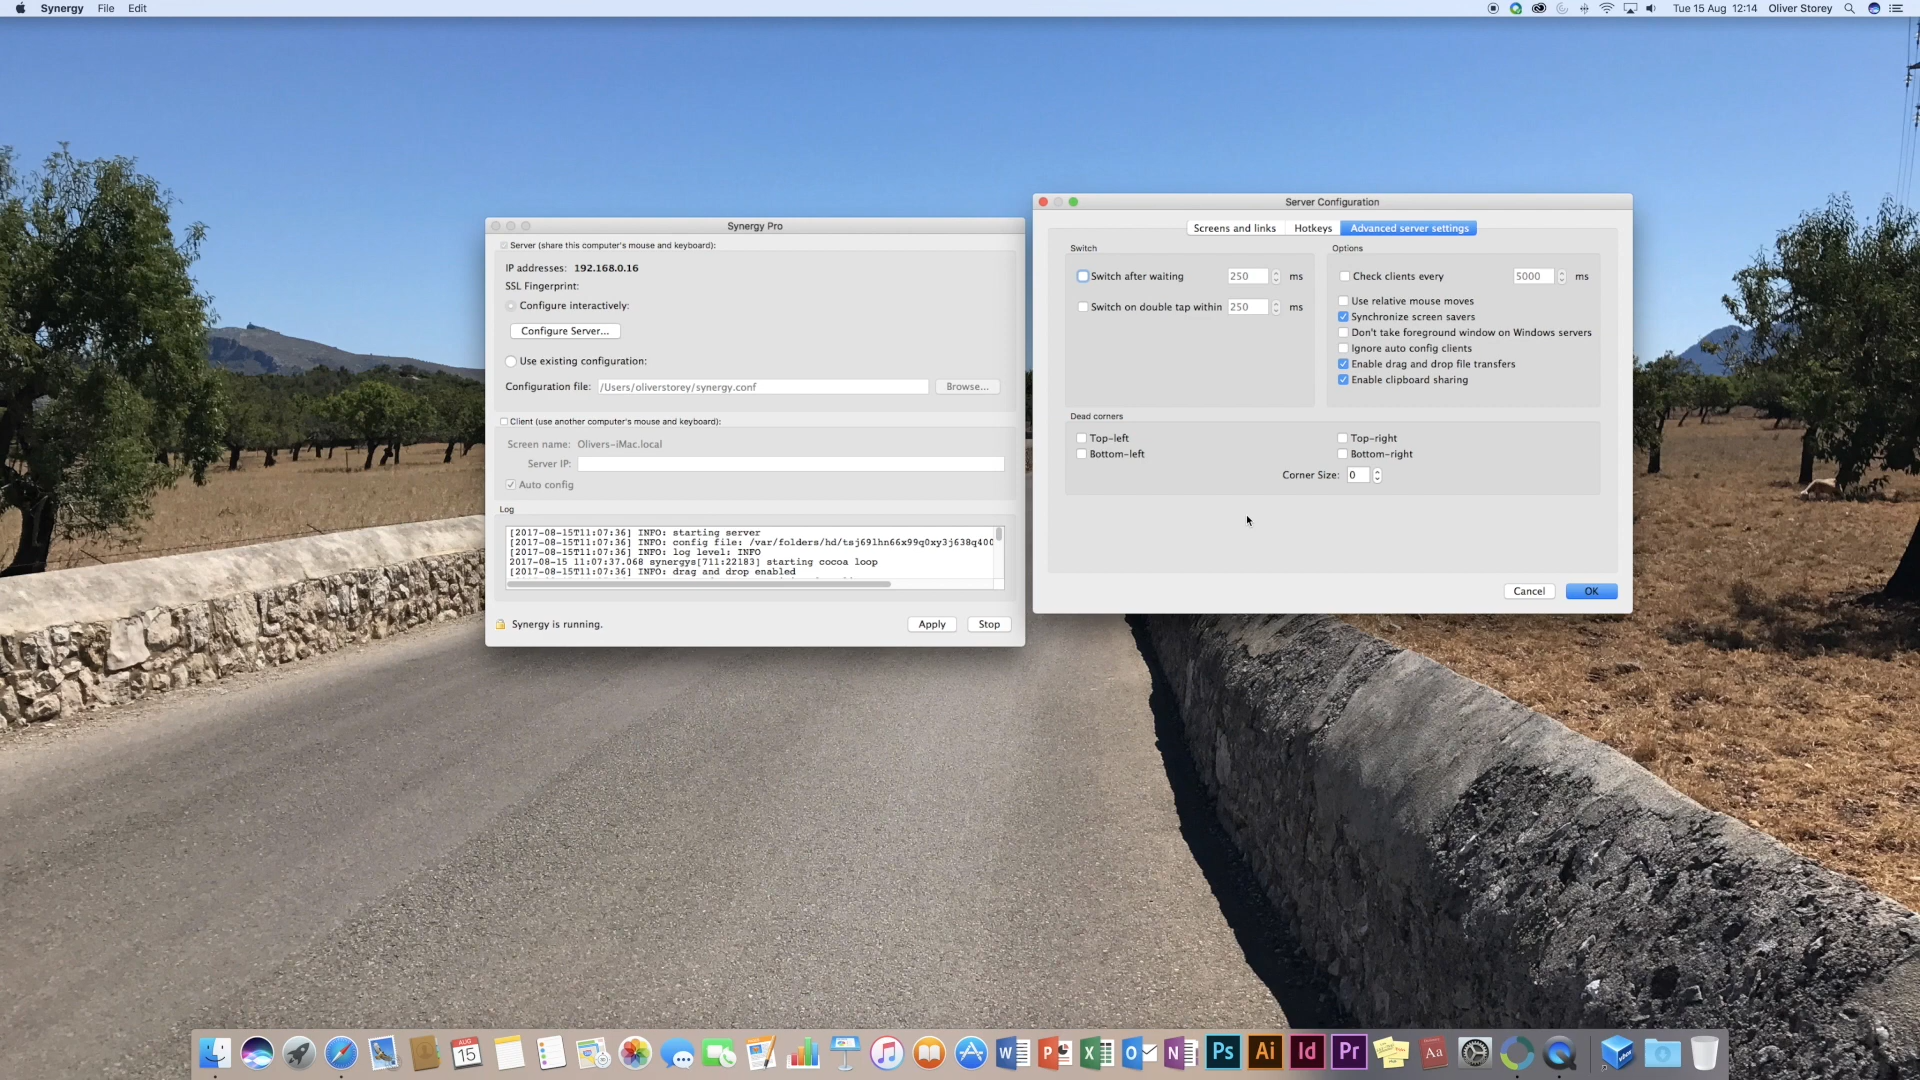 Synergy File Edit
Tue 15 Aug 12:14 Oliver Storey
Synergy Pro
Server (share this computer's mouse and keyboard):
IP addresses: 192.168.0.16
SSL Fingerprint:
Configure interactively:
Configure Server...
Use existing configuration:
Configuration file: /Users/oliverstorey/synergy.conf Browse...
Client (use another computer's mouse and keyboard):
Screen name: Olivers-iMac.local
Server IP:
Auto config
Log
[2017-08-15T11:07:36] INFO: starting server
[2017-08-15T11:07:36] INFO: config file: /var/folders/hd/tsj691hn66x99q0xy3j638q400
[2017-08-15T11:07:36] INFO: log level: INFO
2017-08-15 11:07:37.068 synergys[711:22183] starting cocoa loop
[2017-08-15T11:07:36] INFO: drag and drop enabled
Synergy is running. Apply Stop
Server Configuration
Screens and links Hotkeys Advanced server settings
Switch
Switch after waiting 250 ms
Switch on double tap within 250 ms
Options
Check clients every 5000 ms
Use relative mouse moves
Synchronize screen savers
Don't take foreground window on Windows servers
Ignore auto config clients
Enable drag and drop file transfers
Enable clipboard sharing
Dead corners
Top-left Top-right
Bottom-left Bottom-right
Corner Size: 0
Cancel OK
AUG
15
W P X O N Ps Ai Id Pr Aa